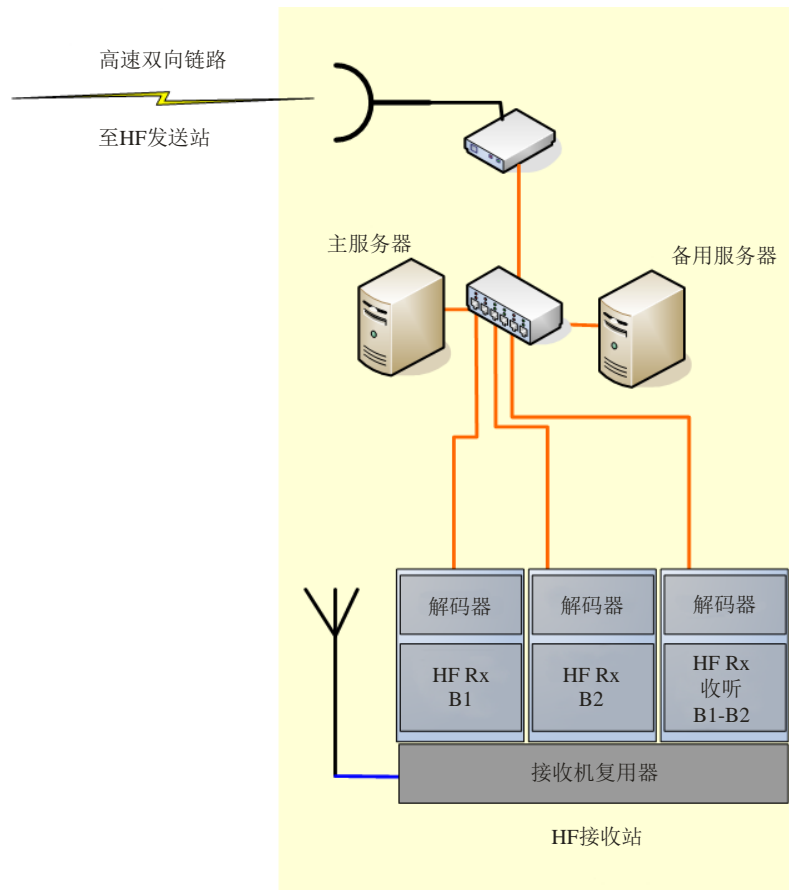 高速双向链路
至HF发送站
主服务器
备用服务器
解码器
解码器
解码器
HF Rx
B1
HF Rx
B2
HF Rx
收听
B1-B2
接收机复用器
HF接收站